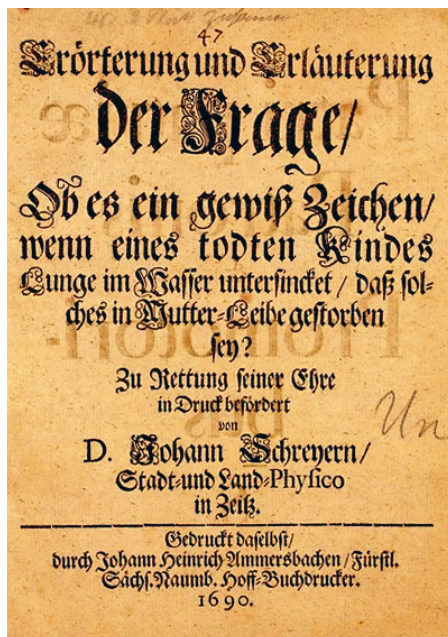 47
Erörterung und Erläuterung
der Frage/
Ob es ein gewiß Zeichen/
wenn eines todten Kindes
Lunge im Wasser untersincket / daß sol-
ches in Mutter-Leibe gestorben
sey?
Zu Rettung seiner Ehre
in Druck befördert
von
D. Johann Schreyern/
Stadt-und Land-Physico
in Zeitz.
Un
Gedruckt daselbst/
durch Johann Heinrich Ammersbachen/Fürstl.
Sächs. Naumb. Hoff-Buchdrucker.
1690.